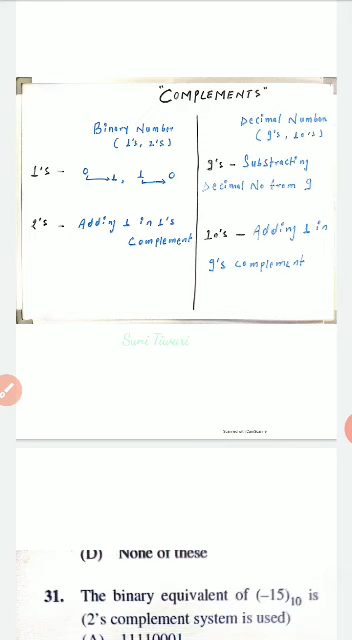 "COMPLEMENTS"
Binary Number
(1's, 2's)
1's - 0 → 1, 1 → 0
2's - Adding 1 in 1's
Complement
Decimal Number
(9's, 10's)
9's - Substracting
Decimal No from 9
10's - Adding 1 in
9's complement
Suni Tiwari
(D) None of these
31. The binary equivalent of (–15)10 is
(2's complement system is used)
(A) 11110001